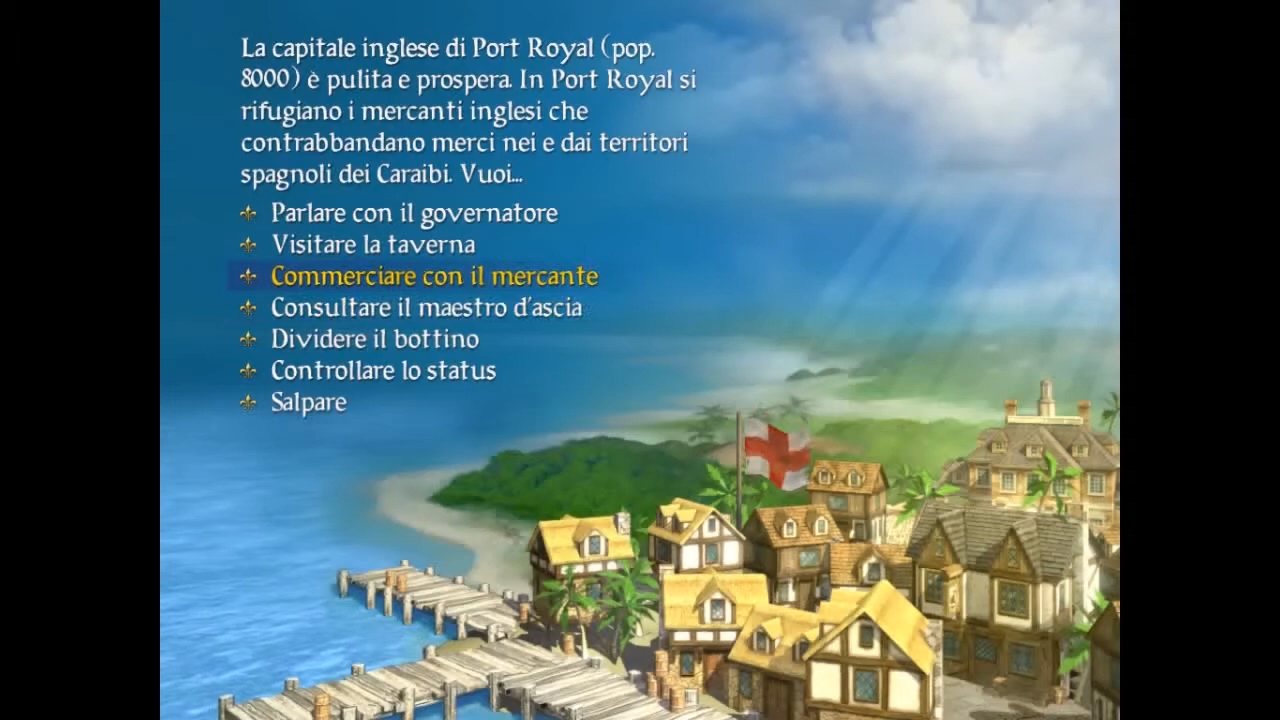 La capitale inglese di Port Royal (pop.
8000) è pulita e prospera. In Port Royal si
rifugiano i mercanti inglesi che
contrabbandano merci nei e dai territori
spagnoli dei Caraibi. Vuoi...
Parlare con il governatore
Visitare la taverna
Commerciare con il mercante
Consultare il maestro d'ascia
Dividere il bottino
Controllare lo status
Salpare